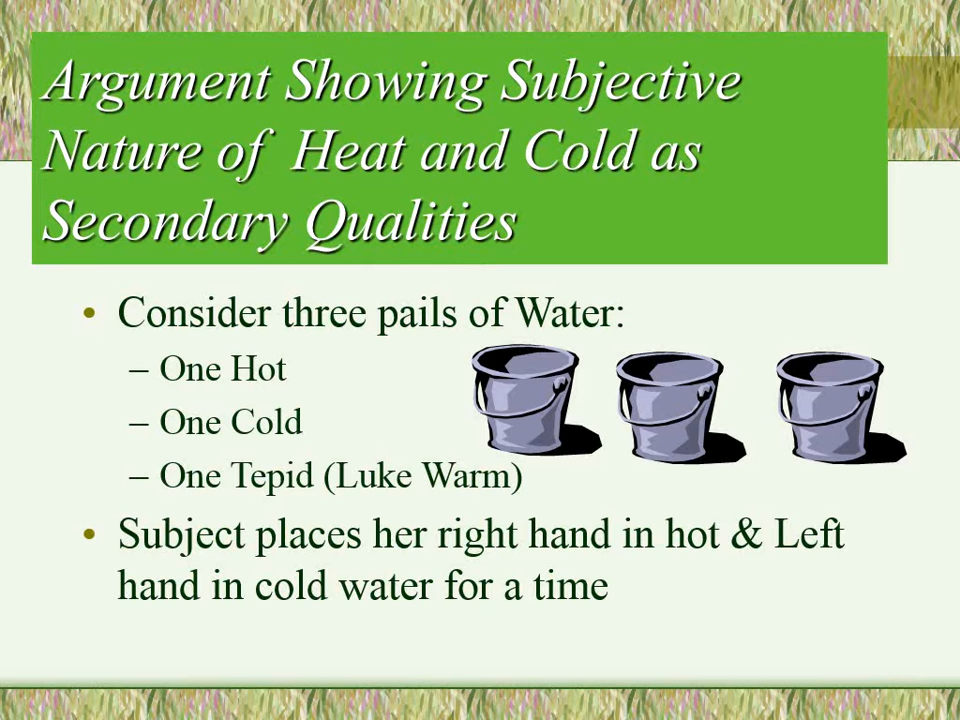 Argument Showing Subjective
Nature of Heat and Cold as
Secondary Qualities
• Consider three pails of Water:
– One Hot
– One Cold
– One Tepid (Luke Warm)
• Subject places her right hand in hot & Left
hand in cold water for a time